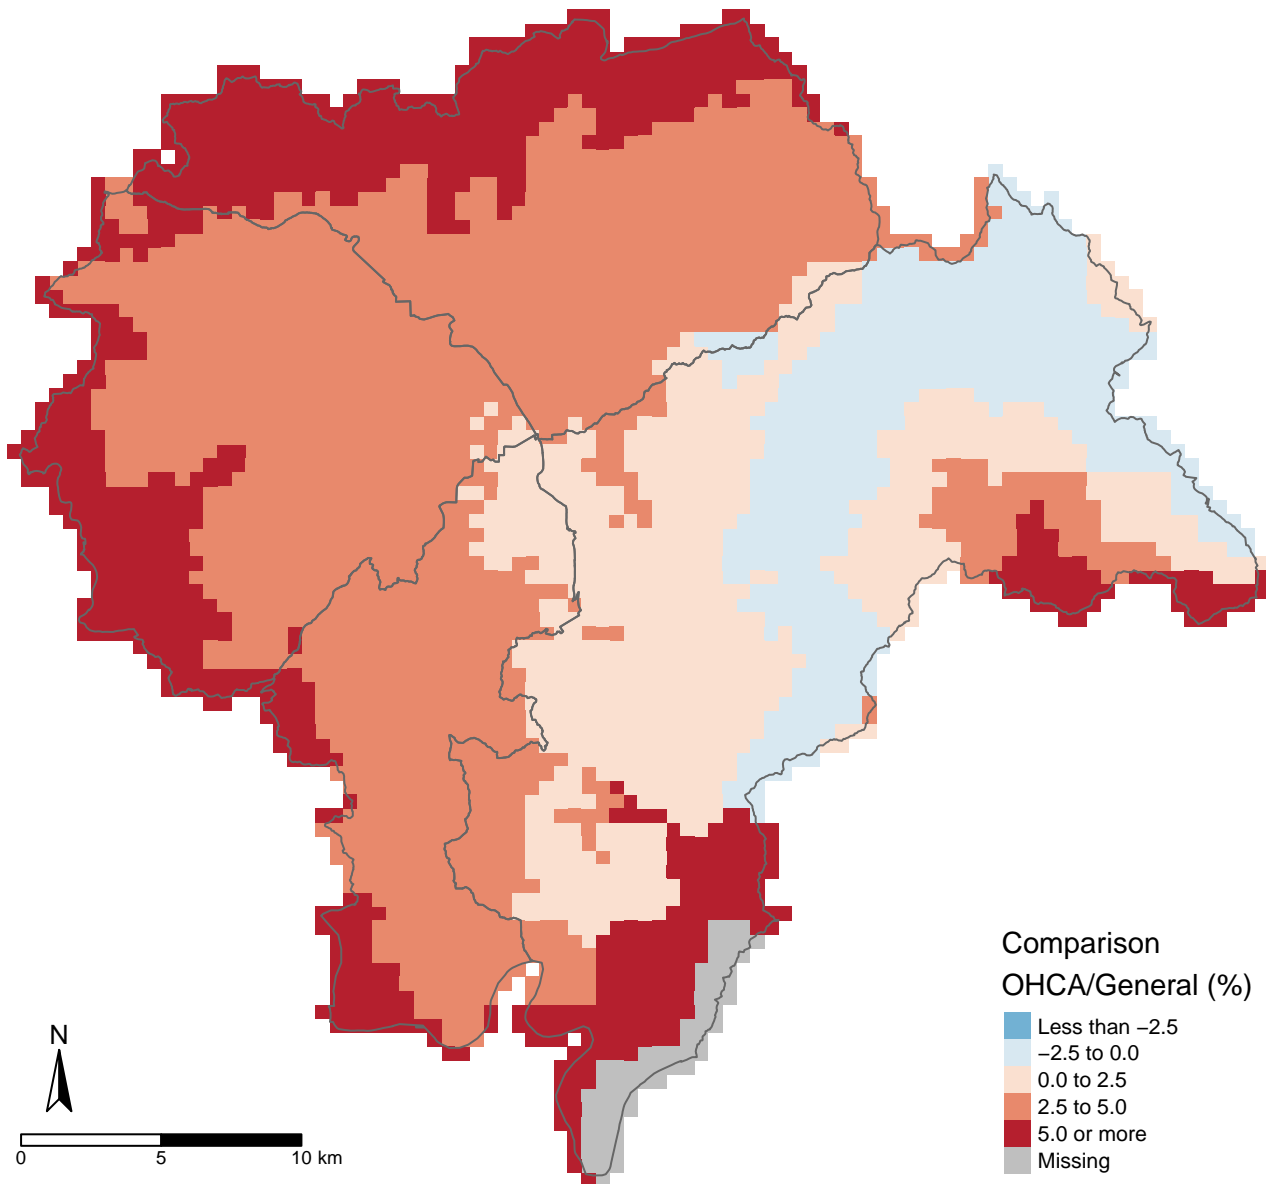 Comparison
OHCA/General (%)
Less than −2.5
−2.5 to 0.0
0.0 to 2.5
2.5 to 5.0
5.0 or more
Missing
N
0 5 10 km